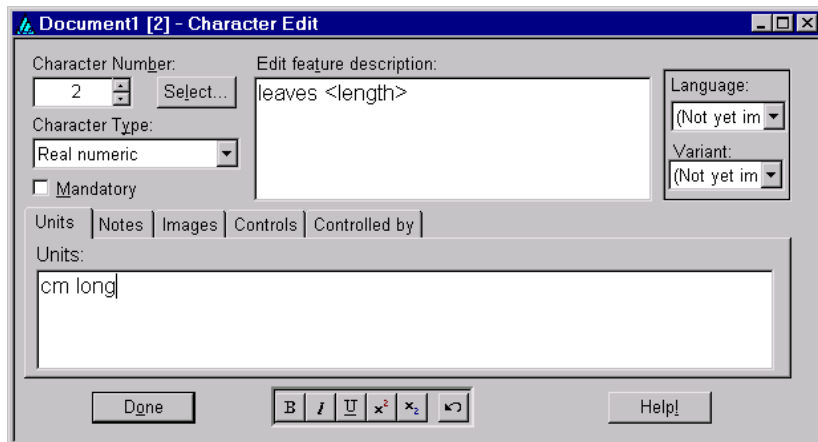 Document1 [2] - Character Edit
Character Number:
2
Select...
Character Type:
Real numeric
Mandatory
Edit feature description:
leaves <length>
Language:
(Not yet im
Variant:
(Not yet im
Units Notes Images Controls Controlled by
Units:
cm long
Done
B I U x² x₂
Help!